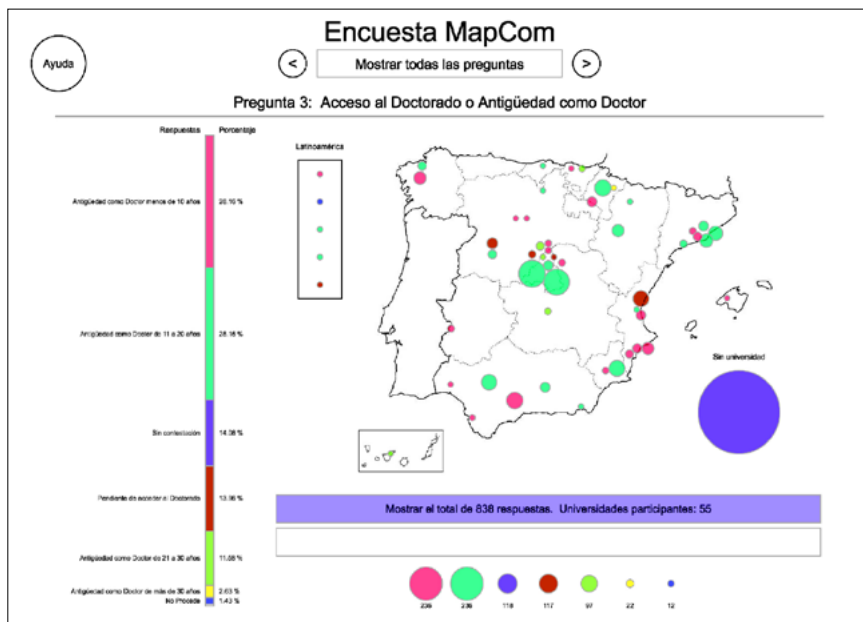 Encuesta MapCom
Ayuda
<
Mostrar todas las preguntas
>
Pregunta 3: Acceso al Doctorado o Antigüedad como Doctor
Respuestas Porcentaje
Antigüedad como Doctor menos de 10 años 28.16 %
Antigüedad como Doctor de 11 a 20 años 28.16 %
Sin contestación 14.08 %
Pendiente de acceder al Doctorado 13.96 %
Antigüedad como Doctor de 21 a 30 años 11.58 %
Antigüedad como Doctor de más de 30 años 2.63 %
No Procede 1.43 %
Latinoamérica
Sin universidad
Mostrar el total de 838 respuestas. Universidades participantes: 55
236 236 118 117 97 22 12